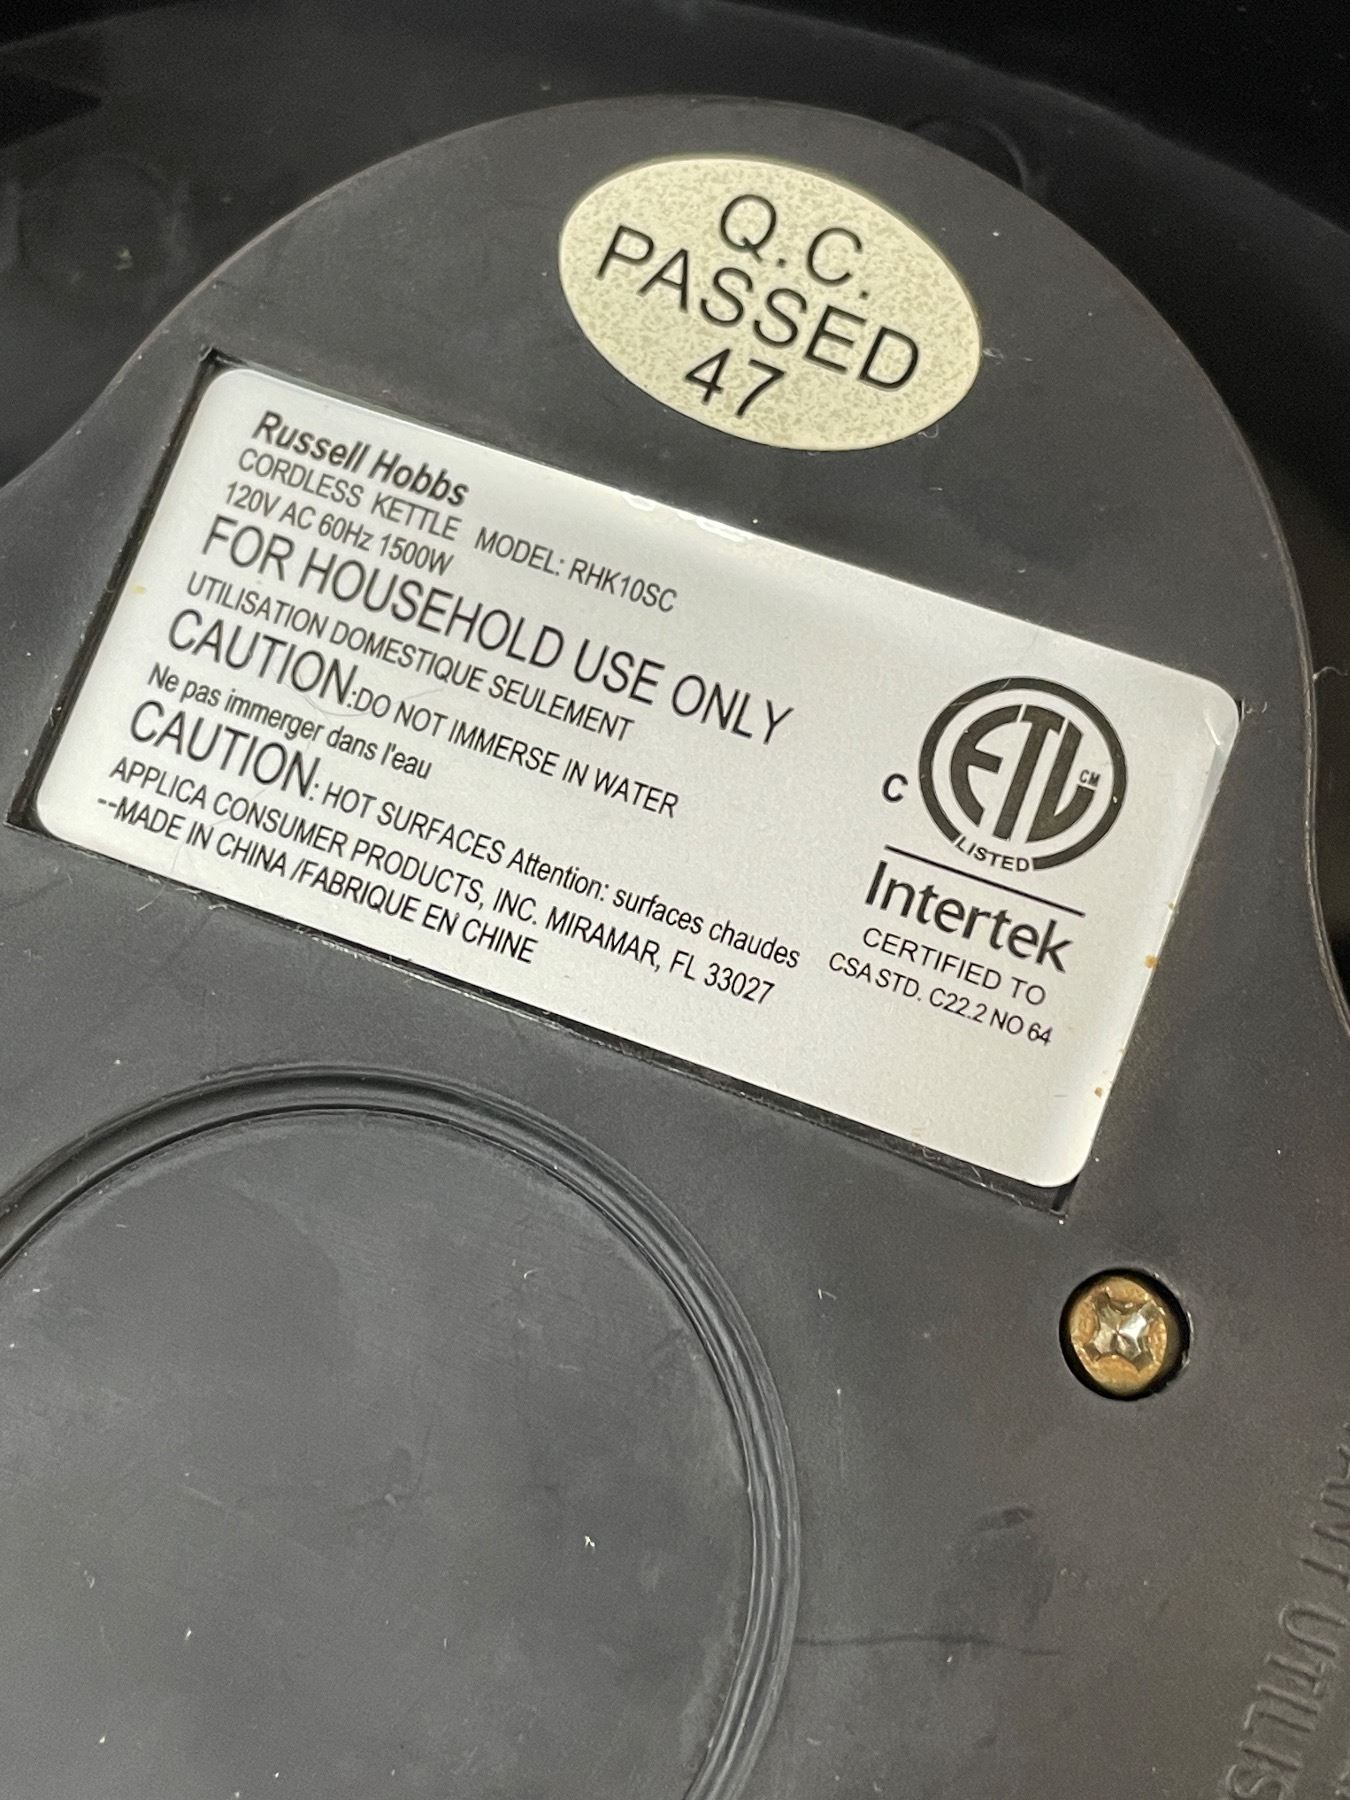 Q.C.
PASSED
47
Russell Hobbs
CORDLESS KETTLE MODEL: RHK10SC
120V AC 60Hz 1500W
FOR HOUSEHOLD USE ONLY
UTILISATION DOMESTIQUE SEULEMENT
CAUTION:DO NOT IMMERSE IN WATER
Ne pas immerger dans l'eau
CAUTION: HOT SURFACES Attention: surfaces chaudes
APPLICA CONSUMER PRODUCTS, INC. MIRAMAR, FL 33027
--MADE IN CHINA /FABRIQUE EN CHINE
C ETL CM
LISTED
Intertek
CERTIFIED TO
CSA STD. C22.2 NO 64